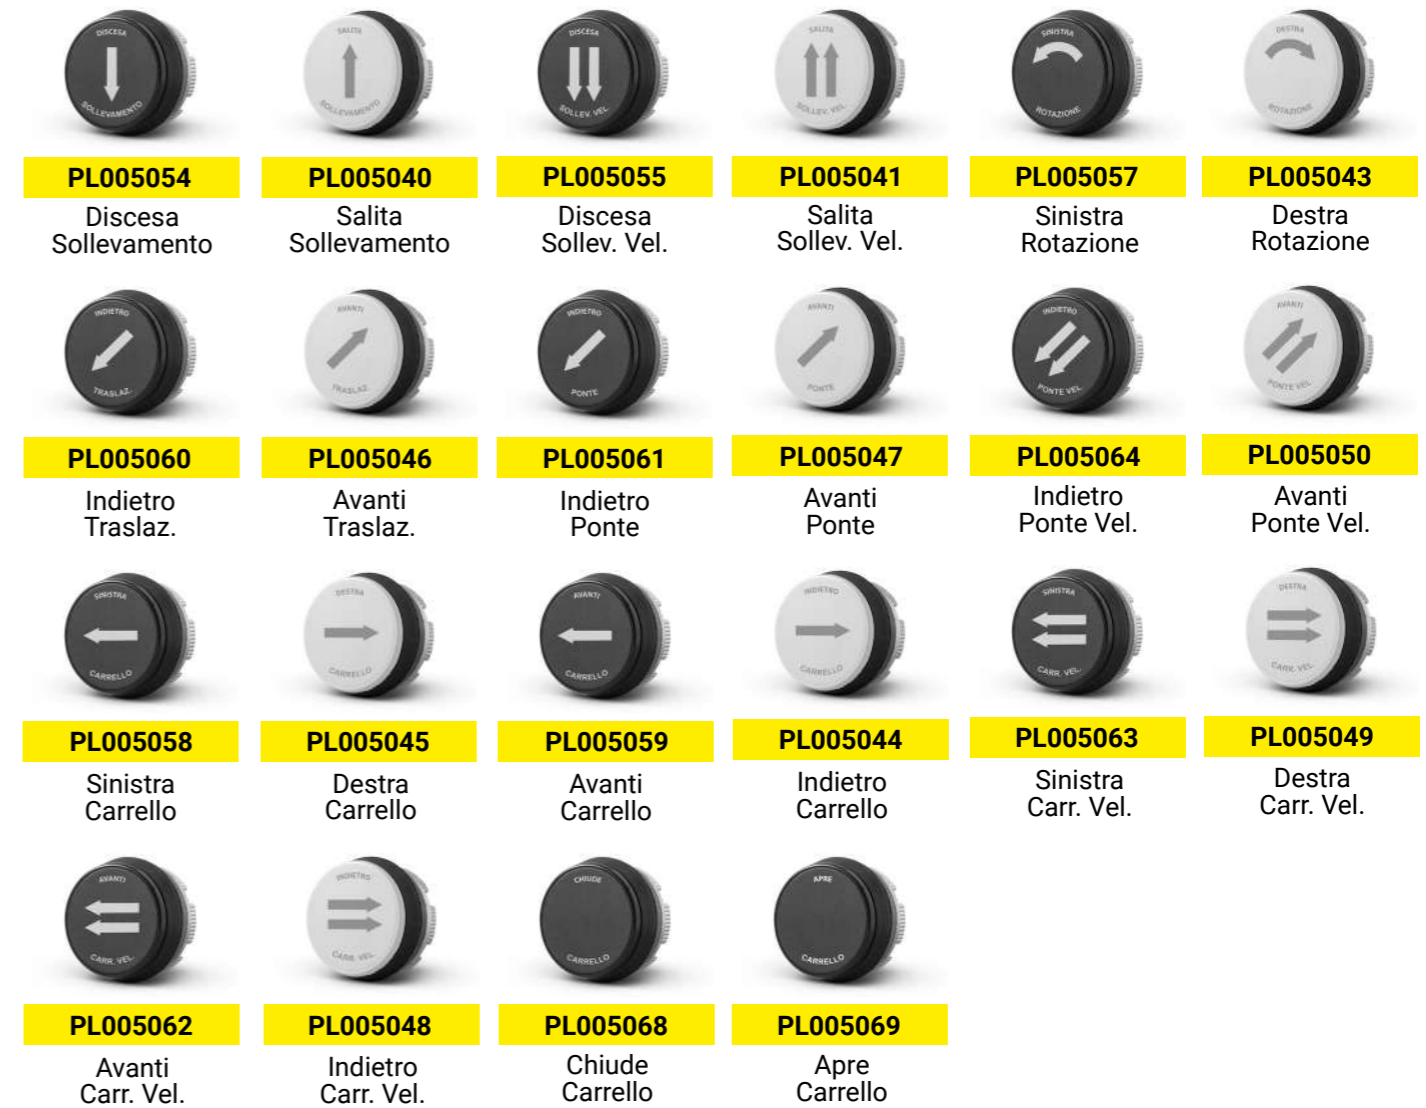 DISCESA
SOLLEVAMENTO
SALITA
SOLLEVAMENTO
DISCESA
SOLLEV. VEL.
SALITA
SOLLEV. VEL.
SINISTRA
ROTAZIONE
DESTRA
ROTAZIONE
PL005054
PL005040
PL005055
PL005041
PL005057
PL005043
Discesa
Sollevamento
Salita
Sollevamento
Discesa
Sollev. Vel.
Salita
Sollev. Vel.
Sinistra
Rotazione
Destra
Rotazione
INDIETRO
TRASLAZ.
AVANTI
TRASLAZ.
INDIETRO
PONTE
AVANTI
PONTE
INDIETRO
PONTE VEL.
AVANTI
PONTE VEL.
PL005060
PL005046
PL005061
PL005047
PL005064
PL005050
Indietro
Traslaz.
Avanti
Traslaz.
Indietro
Ponte
Avanti
Ponte
Indietro
Ponte Vel.
Avanti
Ponte Vel.
SINISTRA
CARRELLO
DESTRA
CARRELLO
AVANTI
CARRELLO
INDIETRO
CARRELLO
SINISTRA
CARR. VEL.
DESTRA
CARR. VEL.
PL005058
PL005045
PL005059
PL005044
PL005063
PL005049
Sinistra
Carrello
Destra
Carrello
Avanti
Carrello
Indietro
Carrello
Sinistra
Carr. Vel.
Destra
Carr. Vel.
AVANTI
CARR. VEL.
INDIETRO
CARR. VEL.
CHIUDE
CARRELLO
APRE
CARRELLO
PL005062
PL005048
PL005068
PL005069
Avanti
Carr. Vel.
Indietro
Carr. Vel.
Chiude
Carrello
Apre
Carrello